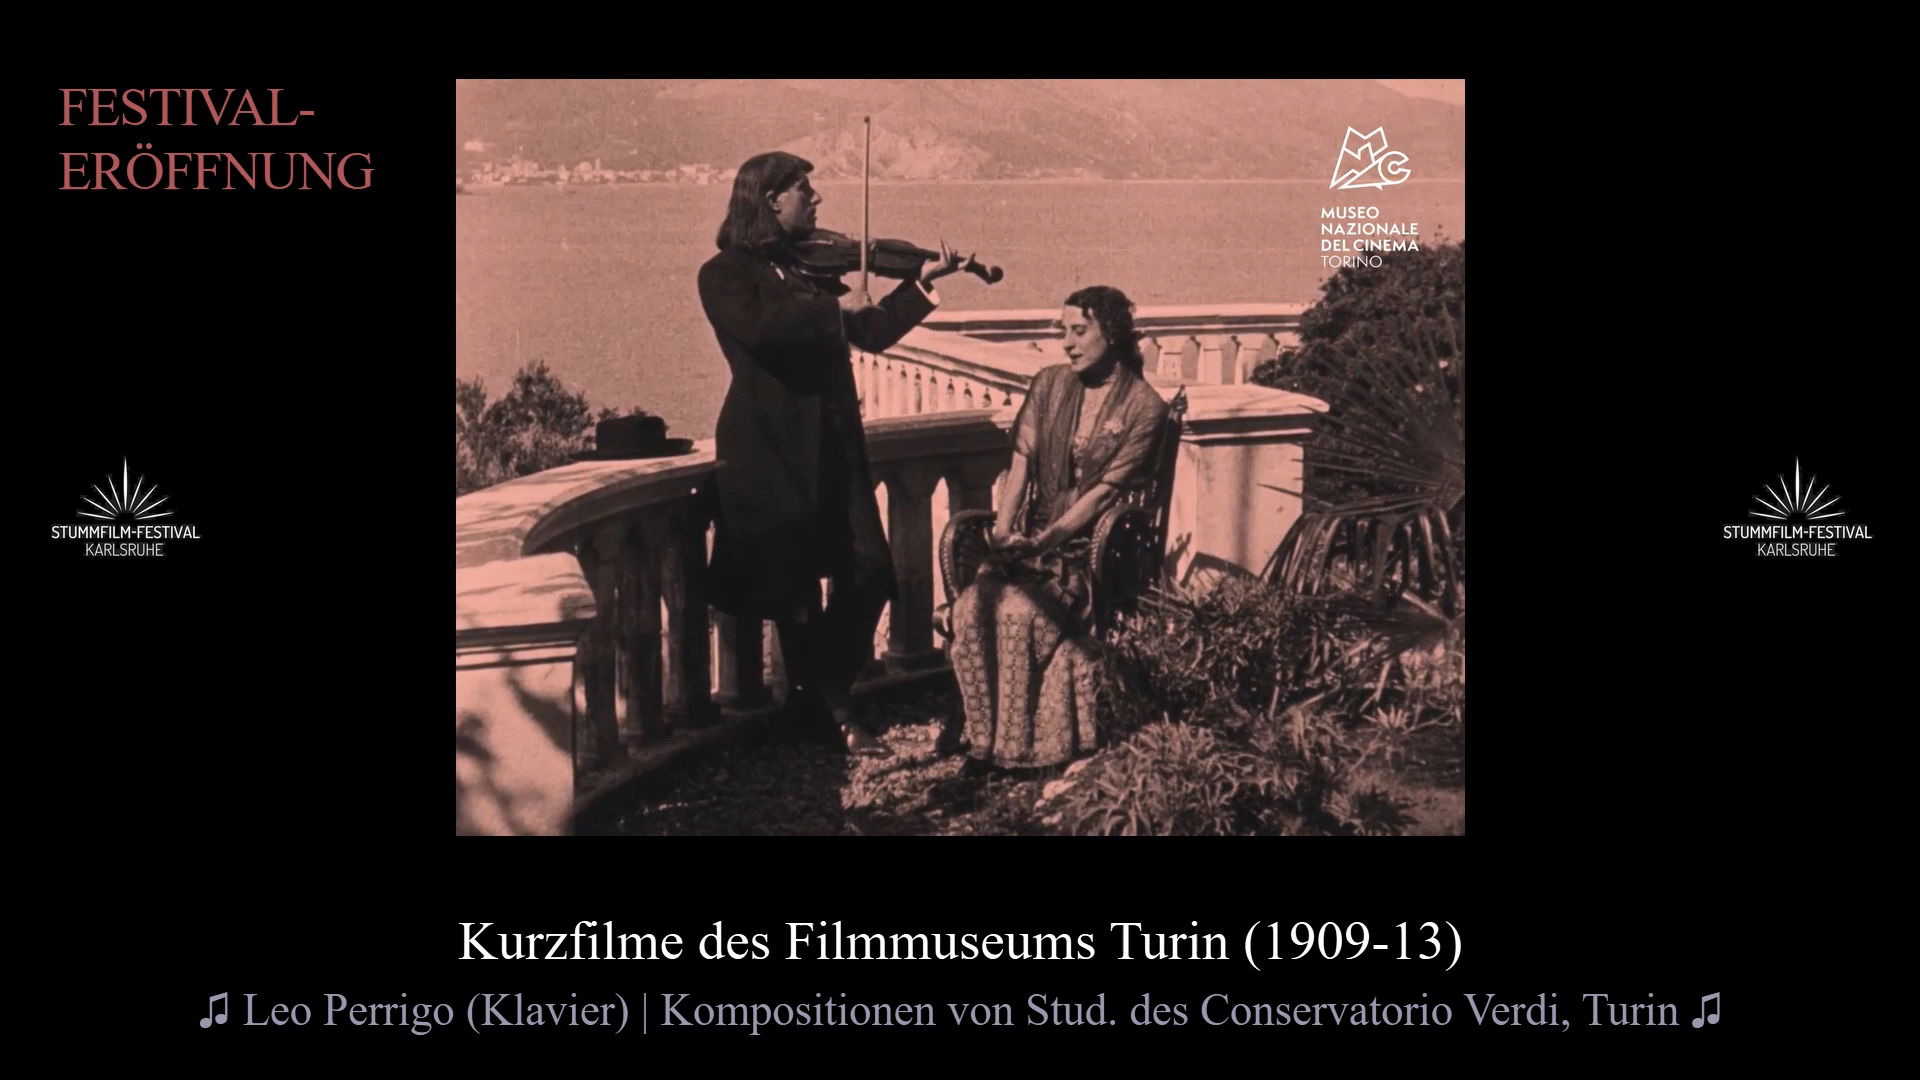 FESTIVAL-
ERÖFFNUNG
MUSEO
NAZIONALE
DEL CINEMA
TORINO
STUMMFILM-FESTIVAL
KARLSRUHE
STUMMFILM-FESTIVAL
KARLSRUHE
Kurzfilme des Filmmuseums Turin (1909-13)
♫ Leo Perrigo (Klavier) | Kompositionen von Stud. des Conservatorio Verdi, Turin ♫